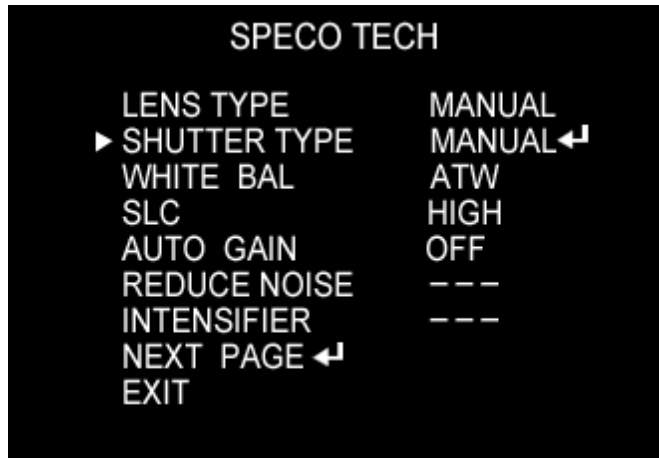 SPECO TECH
LENS TYPE MANUAL
▶ SHUTTER TYPE MANUAL↵
WHITE BAL ATW
SLC HIGH
AUTO GAIN OFF
REDUCE NOISE ---
INTENSIFIER ---
NEXT PAGE ↵
EXIT